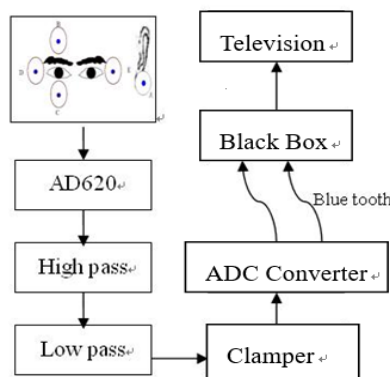 B
D
E
A
C
AD620
High pass
Low pass
Television
Black Box
Blue tooth
ADC Converter
Clamper